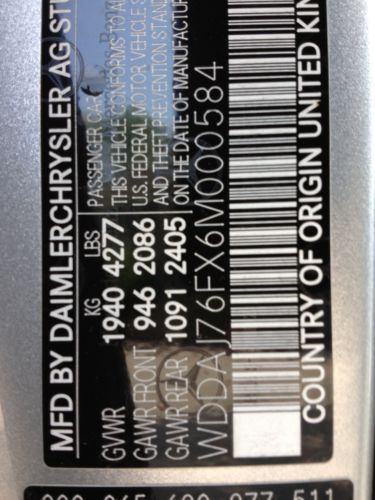 MFD BY DAIMLERCHRYSLER AG
PASSENGER CAR
KG LBS
GVWR 1940 4277
GAWR FRONT 946 2086
GAWR REAR 1091 2405
THIS VEHICLE CONFORMS TO
U.S. FEDERAL MOTOR VEHICLE
AND THEFT PREVENTION STAN
ON THE DATE OF MANUFACTUR
WDDAJ76FX6M000584
COUNTRY OF ORIGIN UNITED KIN